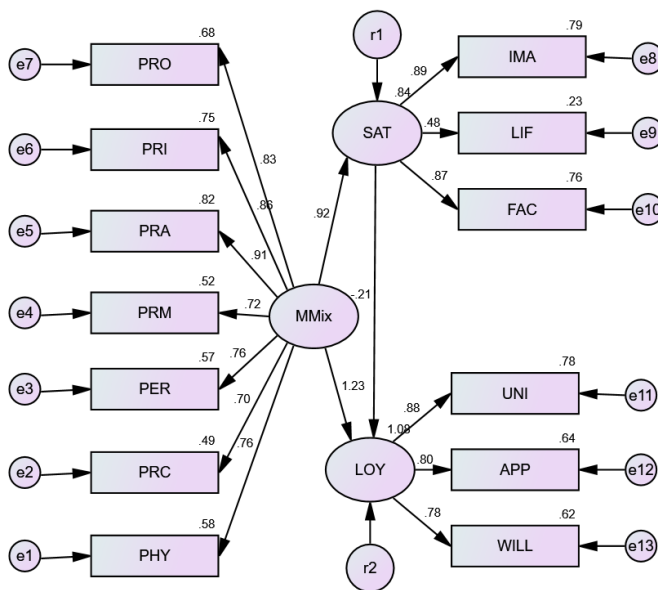 r1
.68
.79
e7
PRO
IMA
e8
.89
.84
.75
.23
e6
PRI
SAT
.48
LIF
e9
.83
.82
.86
.87
.76
e5
PRA
.92
FAC
e10
.91
.52
-.21
e4
PRM
.72
MMix
.57
.76
.78
e3
PER
1.23
UNI
e11
.70
.88
.49
.76
1.08
.64
e2
PRC
LOY
.80
APP
e12
.58
.78
.62
e1
PHY
WILL
e13
r2